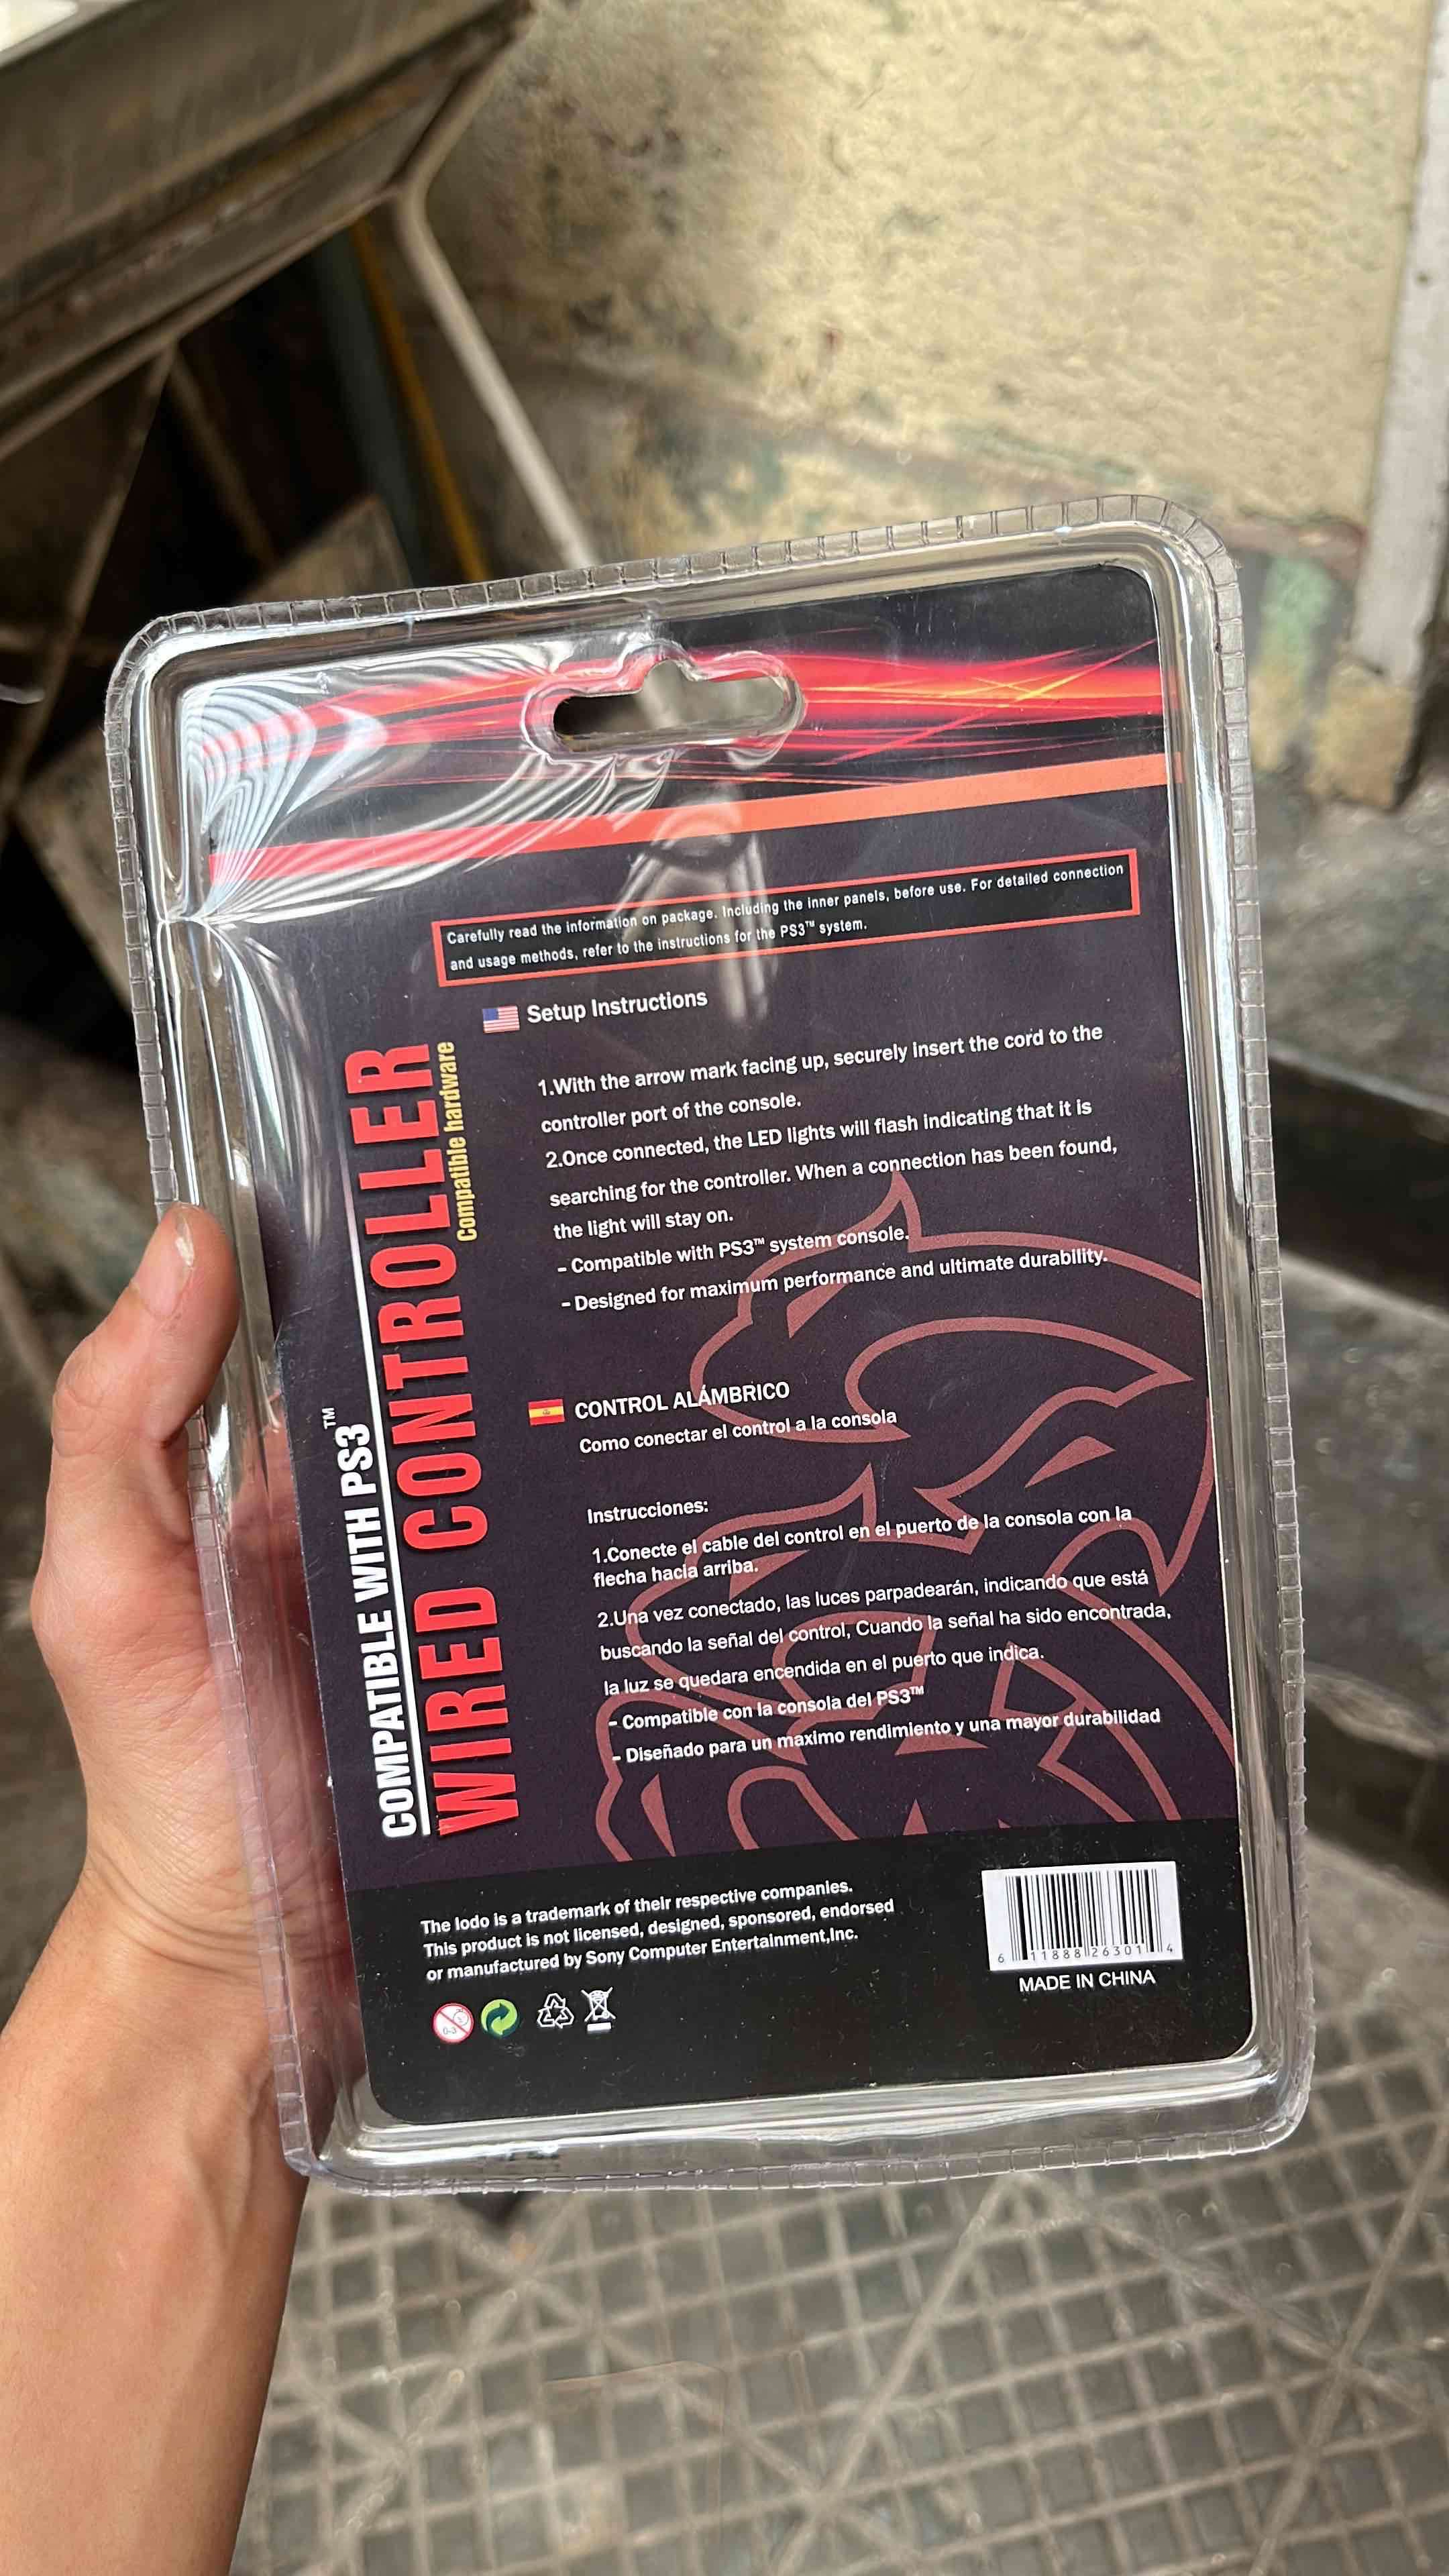 Carefully read the information on package. Including the inner panels, before use. For detailed connection
and usage methods, refer to the instructions for the PS3™ system.
COMPATIBLE WITH PS3™
WIRED CONTROLLER
Compatible hardware
Setup Instructions
1.With the arrow mark facing up, securely insert the cord to the
controller port of the console.
2.Once connected, the LED lights will flash indicating that it is
searching for the controller. When a connection has been found,
the light will stay on.
- Compatible with PS3™ system console.
- Designed for maximum performance and ultimate durability.
CONTROL ALÁMBRICO
Como conectar el control a la consola
Instrucciones:
1.Conecte el cable del control en el puerto de la consola con la
flecha hacia arriba.
2.Una vez conectado, las luces parpadearán, indicando que está
buscando la señal del control, Cuando la señal ha sido encontrada,
la luz se quedara encendida en el puerto que indica.
- Compatible con la consola del PS3™
- Diseñado para un maximo rendimiento y una mayor durabilidad
The lodo is a trademark of their respective companies.
This product is not licensed, designed, sponsored, endorsed
or manufactured by Sony Computer Entertainment,Inc.
0-3
6 11888 26301 4
MADE IN CHINA